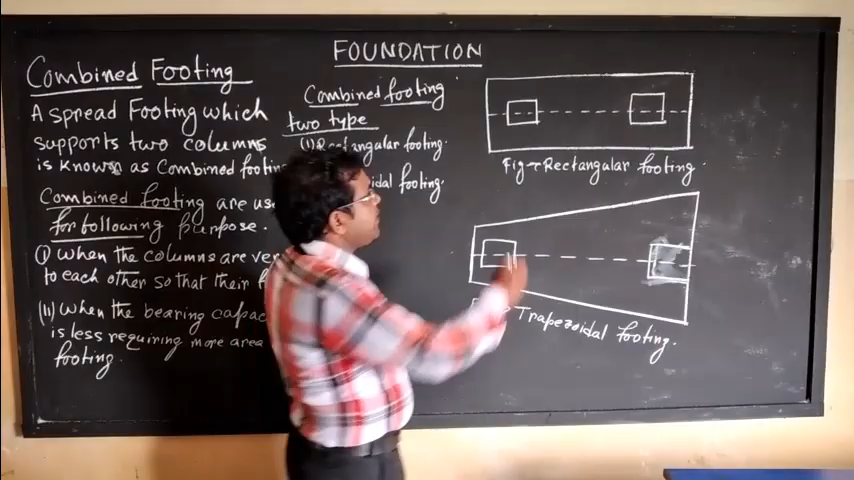 FOUNDATION
Combined Footing
A spread Footing which
supports two columns
is known as Combined footin
Combined footing are us
for following purpose.
(i) when the columns are ver
to each other so that their f
(ii) when the bearing capac
is less requiring more area
footing.
Combined footing
two type
(i) Rectangular footing.
idal footing.
Fig → Rectangular footing.
Trapezoidal footing.